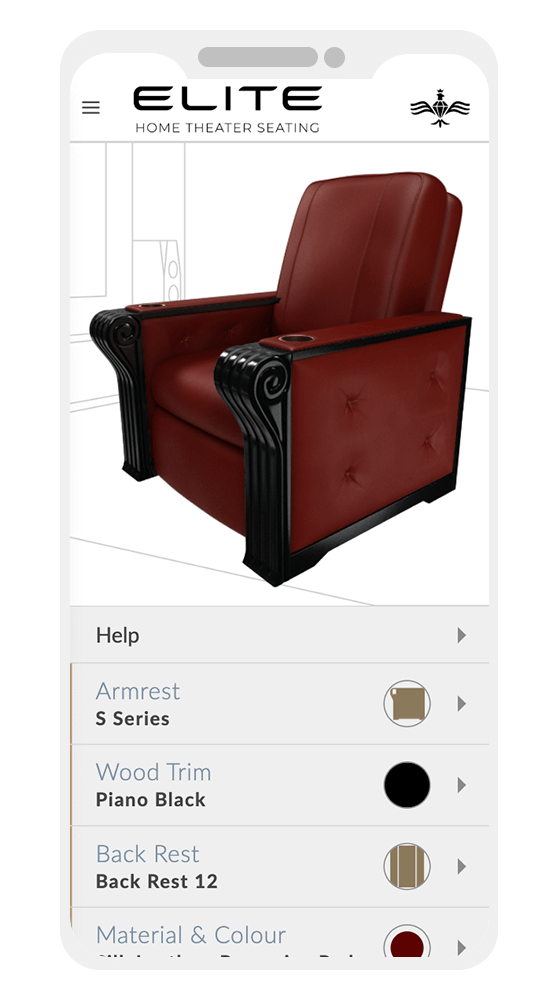 ELITE
HOME THEATER SEATING
Help
Armrest
S Series
Wood Trim
Piano Black
Back Rest
Back Rest 12
Material & Colour